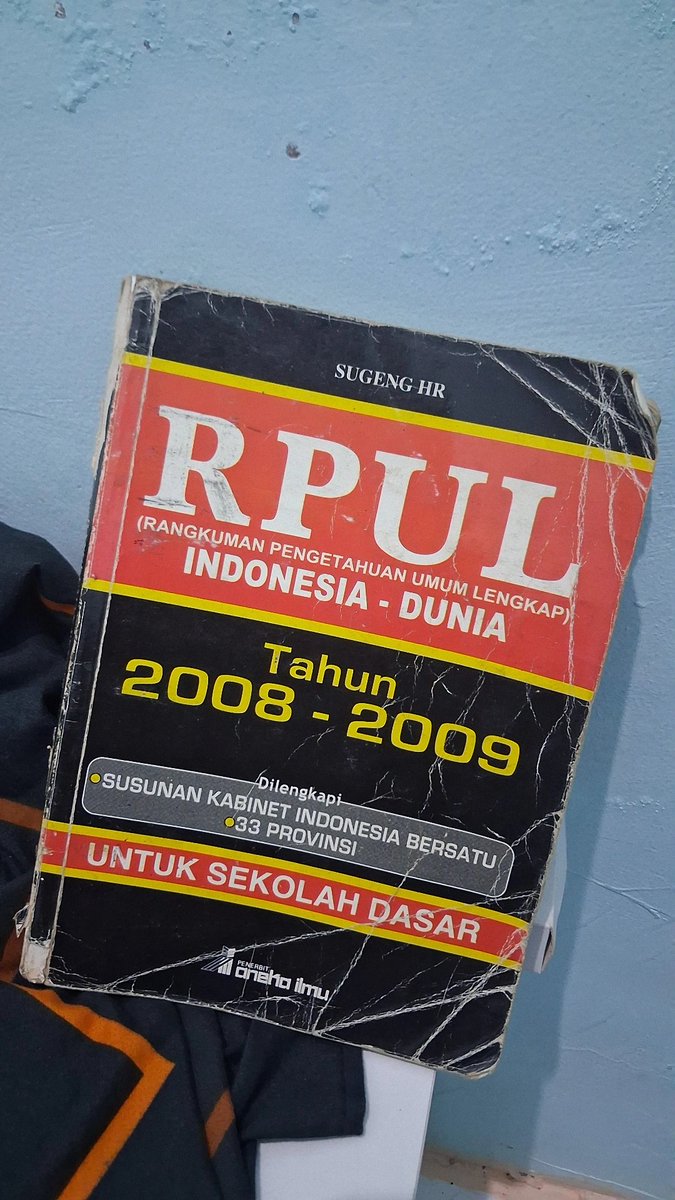 SUGENG HR
RPUL
(RANGKUMAN PENGETAHUAN UMUM LENGKAP)
INDONESIA - DUNIA
Tahun
2008 - 2009
Dilengkapi
•SUSUNAN KABINET INDONESIA BERSATU
•33 PROVINSI
UNTUK SEKOLAH DASAR
PENERBIT
aneka ilmu